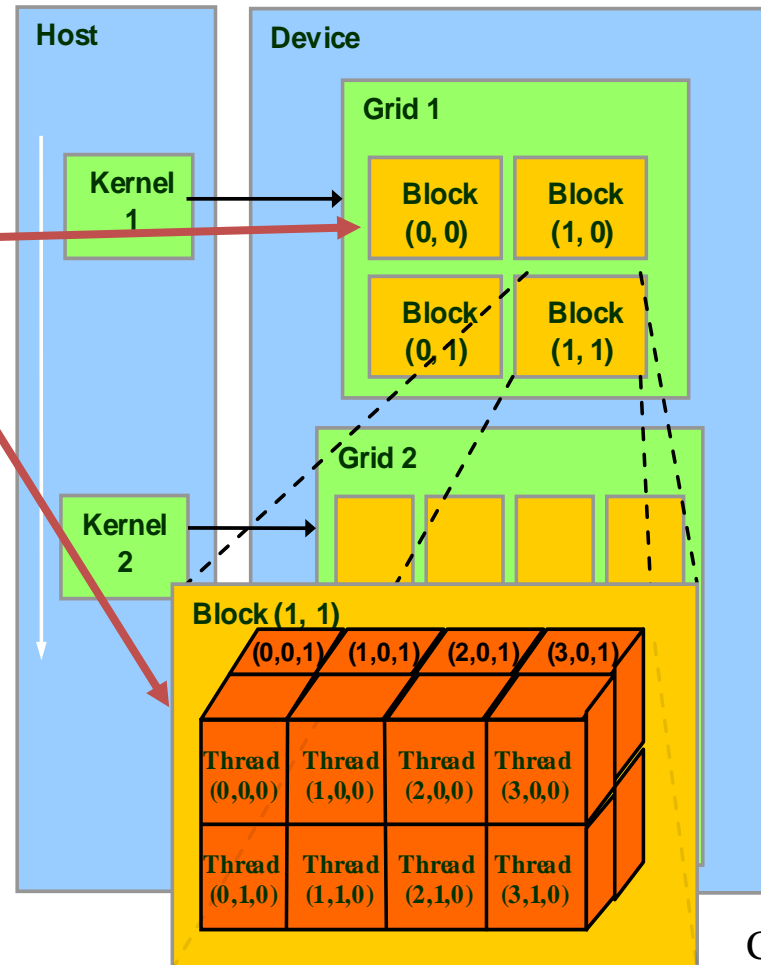 Host
Device
Grid 1
Kernel
1
Block
(0, 0)
Block
(1, 0)
Block
(0, 1)
Block
(1, 1)
Grid 2
Kernel
2
Block (1, 1)
(0,0,1) (1,0,1) (2,0,1) (3,0,1)
Thread
(0,0,0)
Thread
(1,0,0)
Thread
(2,0,0)
Thread
(3,0,0)
Thread
(0,1,0)
Thread
(1,1,0)
Thread
(2,1,0)
Thread
(3,1,0)